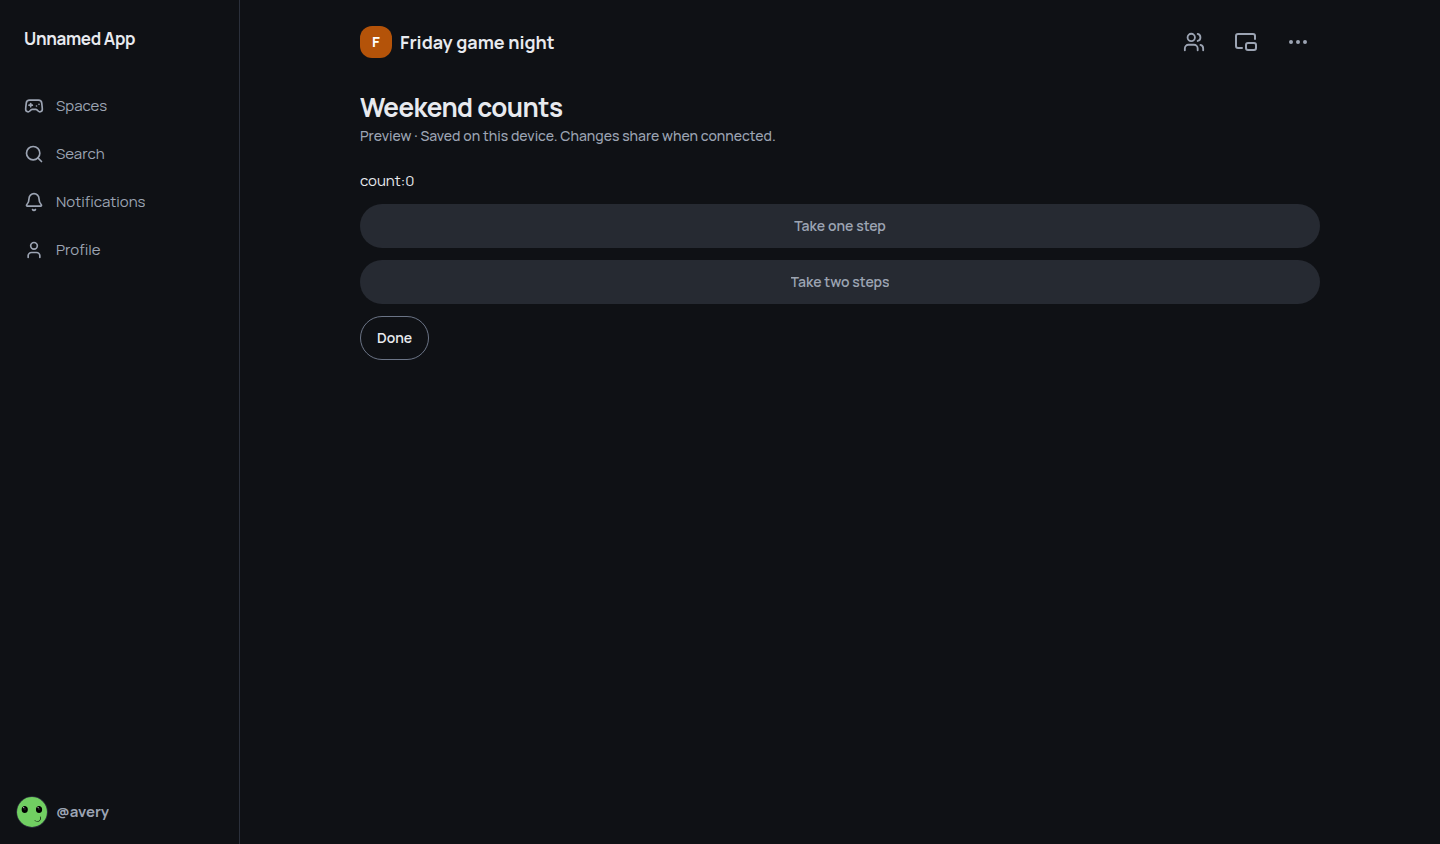 Unnamed App
Spaces
Search
Notifications
Profile
@avery
F
Friday game night
Weekend counts
Preview · Saved on this device. Changes share when connected.
count:0
Take one step
Take two steps
Done